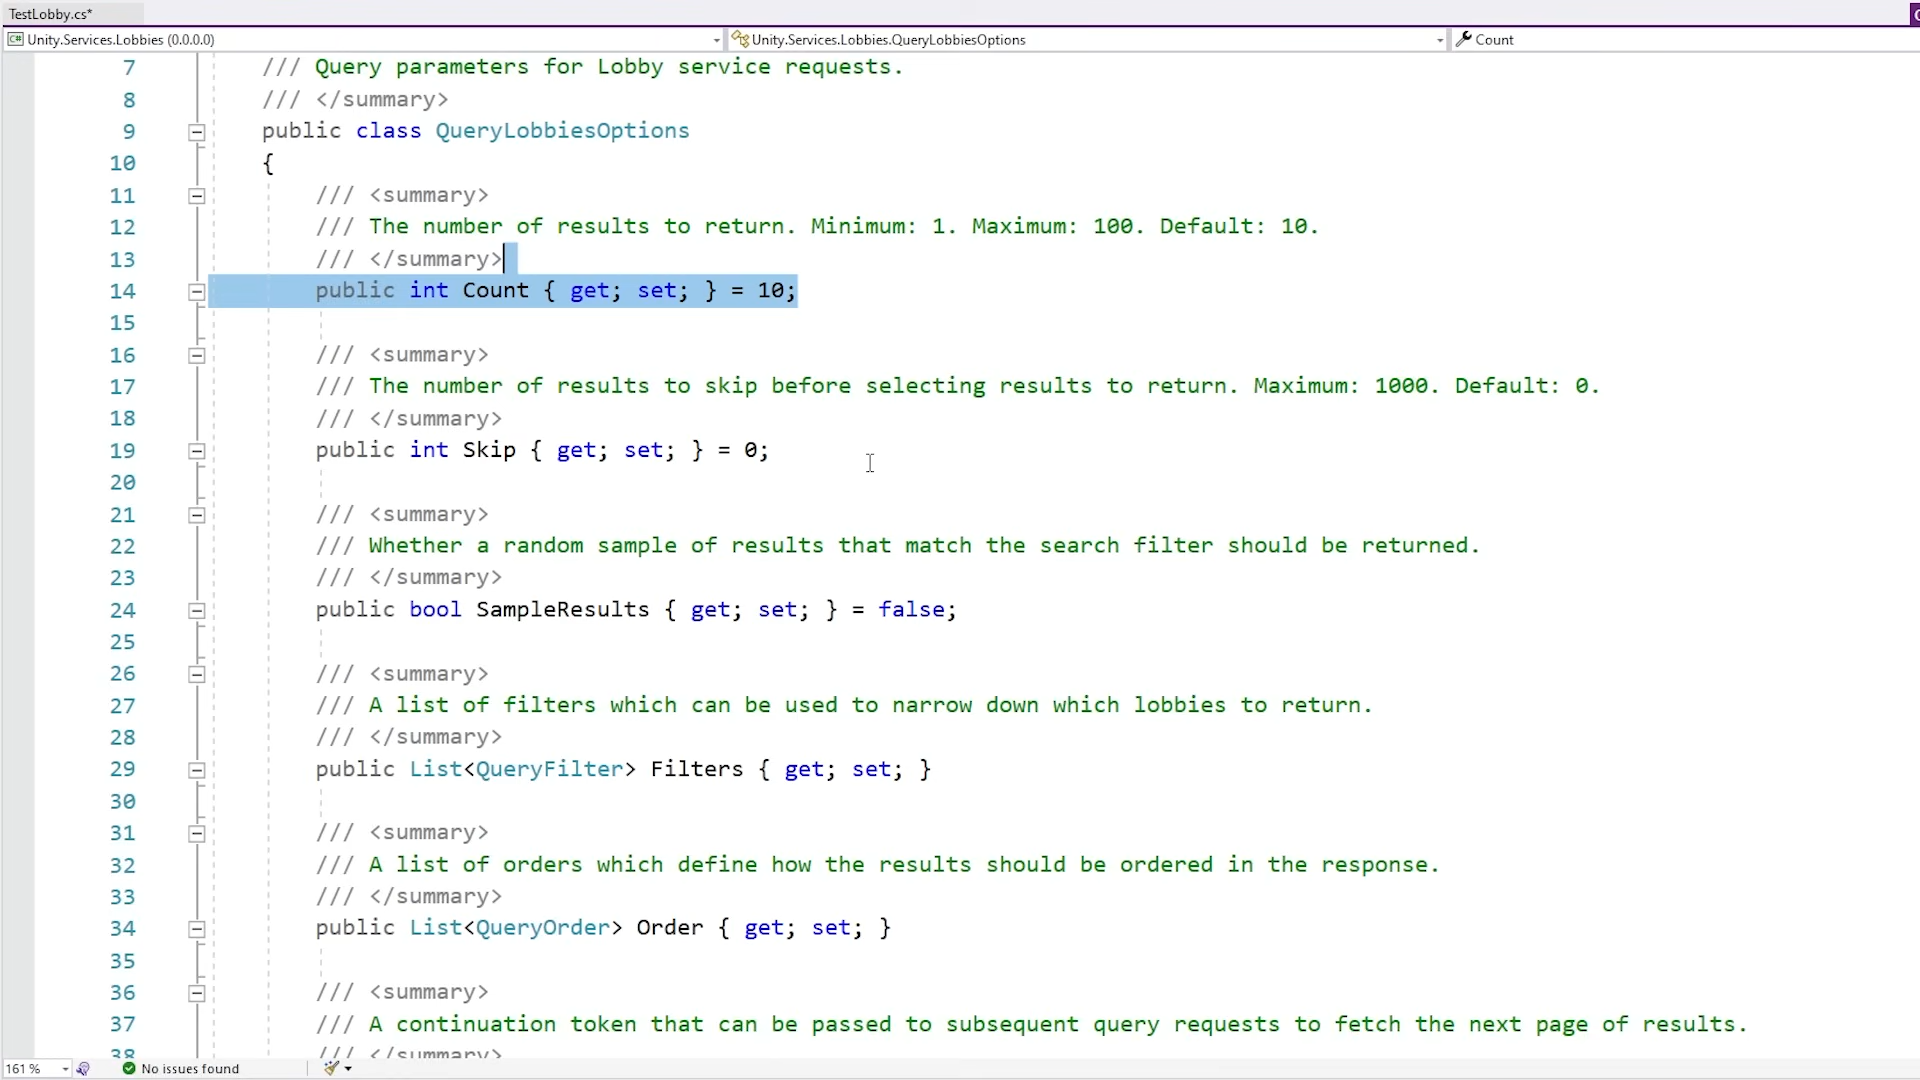 TestLobby.cs*
Unity.Services.Lobbies (0.0.0.0) Unity.Services.Lobbies.QueryLobbiesOptions Count
7 /// Query parameters for Lobby service requests.
8 /// </summary>
9 public class QueryLobbiesOptions
10 {
11 /// <summary>
12 /// The number of results to return. Minimum: 1. Maximum: 100. Default: 10.
13 /// </summary>
14 public int Count { get; set; } = 10;
15
16 /// <summary>
17 /// The number of results to skip before selecting results to return. Maximum: 1000. Default: 0.
18 /// </summary>
19 public int Skip { get; set; } = 0;
20
21 /// <summary>
22 /// Whether a random sample of results that match the search filter should be returned.
23 /// </summary>
24 public bool SampleResults { get; set; } = false;
25
26 /// <summary>
27 /// A list of filters which can be used to narrow down which lobbies to return.
28 /// </summary>
29 public List<QueryFilter> Filters { get; set; }
30
31 /// <summary>
32 /// A list of orders which define how the results should be ordered in the response.
33 /// </summary>
34 public List<QueryOrder> Order { get; set; }
35
36 /// <summary>
37 /// A continuation token that can be passed to subsequent query requests to fetch the next page of results.
38 /// </summary>
161 % No issues found